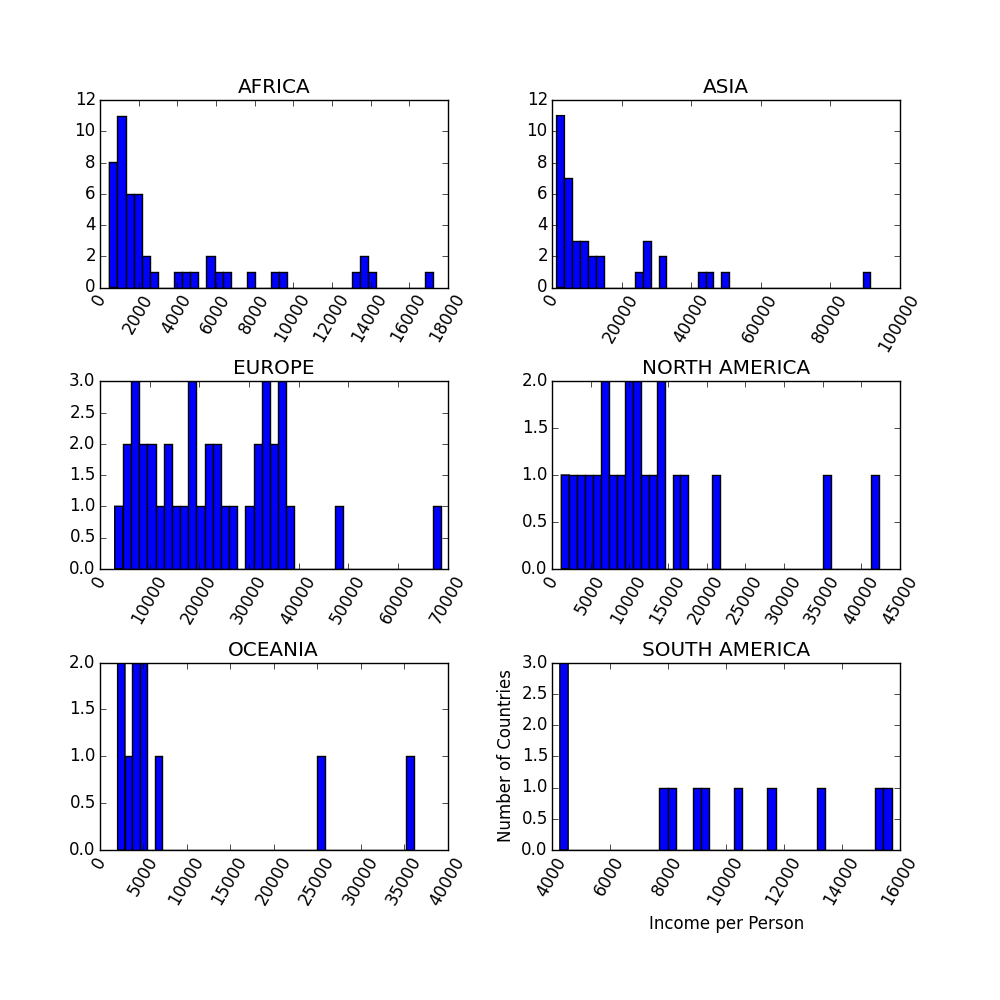 AFRICA
12
10
8
6
4
2
0
0 2000 4000 6000 8000 10000 12000 14000 16000 18000
ASIA
12
10
8
6
4
2
0
0 20000 40000 60000 80000 100000
EUROPE
3.0
2.5
2.0
1.5
1.0
0.5
0.0
0 10000 20000 30000 40000 50000 60000 70000
NORTH AMERICA
2.0
1.5
1.0
0.5
0.0
0 5000 10000 15000 20000 25000 30000 35000 40000 45000
OCEANIA
2.0
1.5
1.0
0.5
0.0
0 5000 10000 15000 20000 25000 30000 35000 40000
SOUTH AMERICA
Number of Countries
3.0
2.5
2.0
1.5
1.0
0.5
0.0
4000 6000 8000 10000 12000 14000 16000
Income per Person